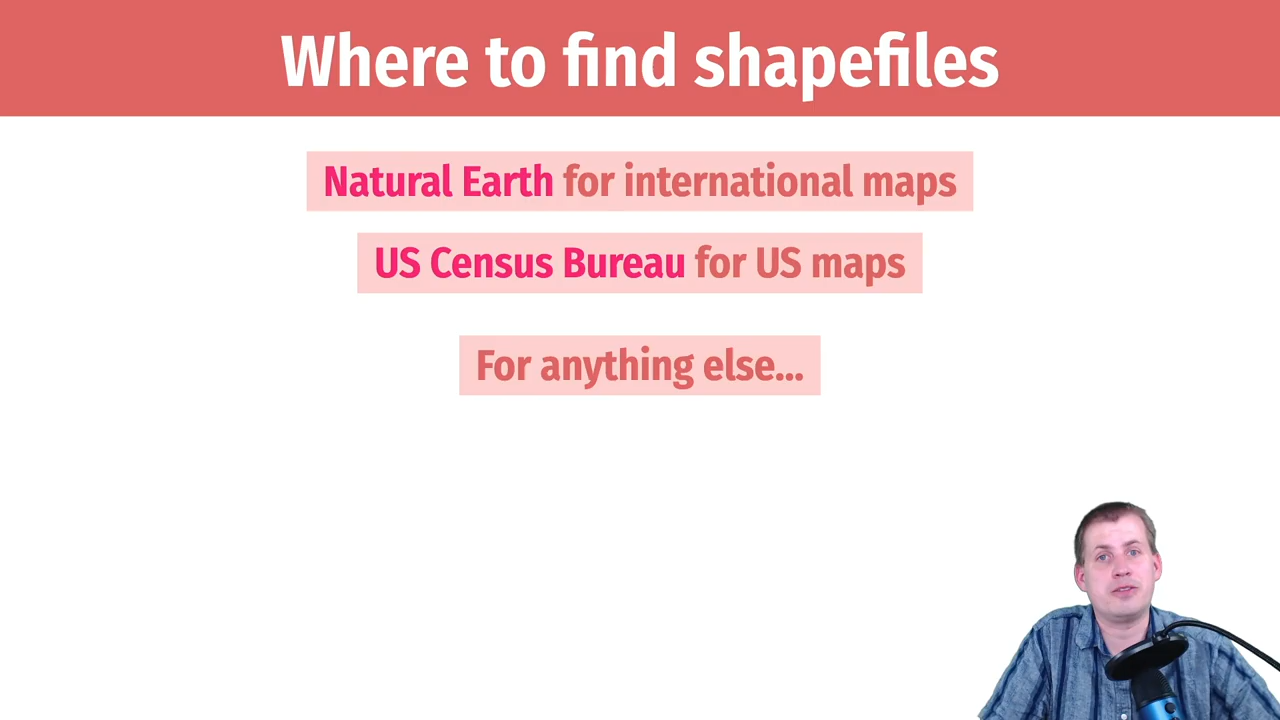 Where to find shapefiles
Natural Earth for international maps
US Census Bureau for US maps
For anything else...